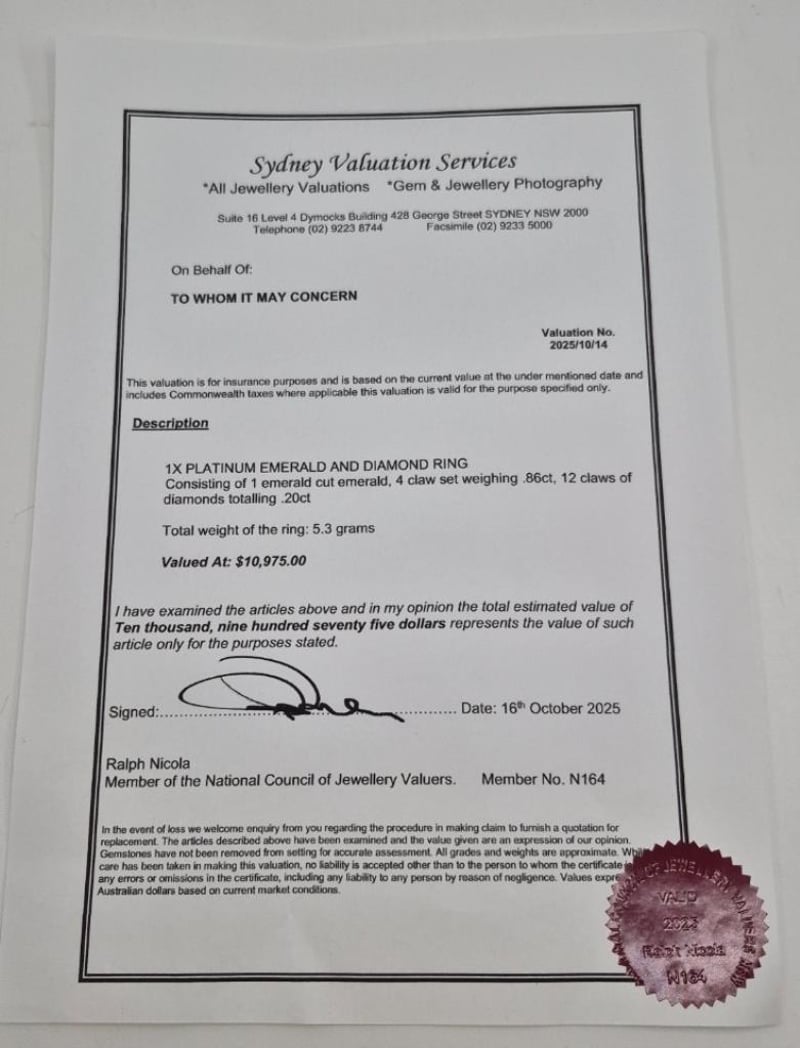 Sydney Valuation Services
*All Jewellery Valuations *Gem & Jewellery Photography
Suite 16 Level 4 Dymocks Building 428 George Street SYDNEY NSW 2000
Telephone (02) 9223 8744 Facsimile (02) 9233 5000
On Behalf Of:
TO WHOM IT MAY CONCERN
Valuation No.
2025/10/14
This valuation is for insurance purposes and is based on the current value at the under mentioned date and
includes Commonwealth taxes where applicable this valuation is valid for the purpose specified only.
Description
1X PLATINUM EMERALD AND DIAMOND RING
Consisting of 1 emerald cut emerald, 4 claw set weighing .86ct, 12 claws of
diamonds totalling .20ct
Total weight of the ring: 5.3 grams
Valued At: $10,975.00
I have examined the articles above and in my opinion the total estimated value of
Ten thousand, nine hundred seventy five dollars represents the value of such
article only for the purposes stated.
Signed:.................................................. Date: 16th October 2025
Ralph Nicola
Member of the National Council of Jewellery Valuers. Member No. N164
In the event of loss we welcome enquiry from you regarding the procedure in making claim to furnish a quotation for
replacement. The articles described above have been examined and the value given are an expression of our opinion.
Gemstones have not been removed from setting for accurate assessment. All grades and weights are approximate. Whil
care has been taken in making this valuation, no liability is accepted other than to the person to whom the certificate i
any errors or omissions in the certificate, including any liability to any person by reason of negligence. Values expre
Australian dollars based on current market conditions.
OF JEWELLERY VALUERS
VALID
N164